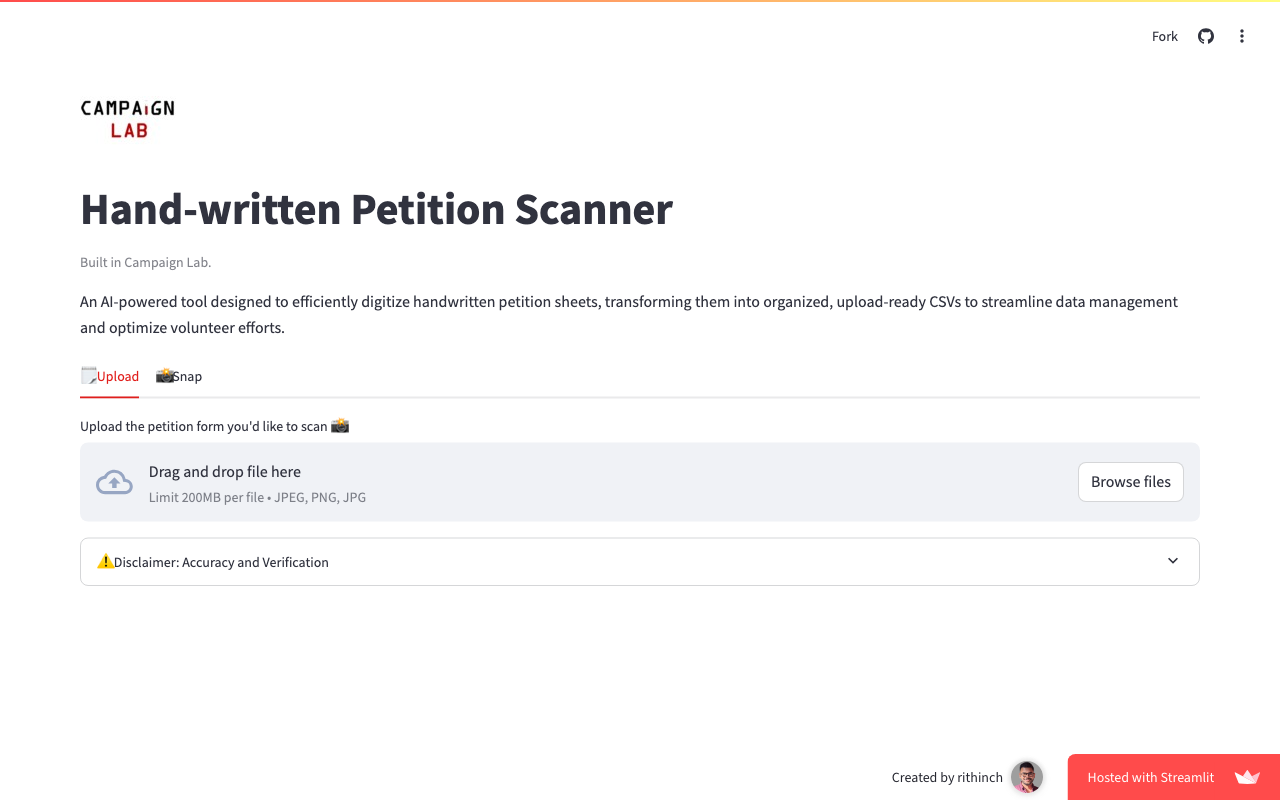 Fork
CAMPAiGN
LAB
Hand-written Petition Scanner
Built in Campaign Lab.
An AI-powered tool designed to efficiently digitize handwritten petition sheets, transforming them into organized, upload-ready CSVs to streamline data management
and optimize volunteer efforts.
Upload Snap
Upload the petition form you'd like to scan
Drag and drop file here
Limit 200MB per file • JPEG, PNG, JPG
Browse files
Disclaimer: Accuracy and Verification
Created by rithinch
Hosted with Streamlit